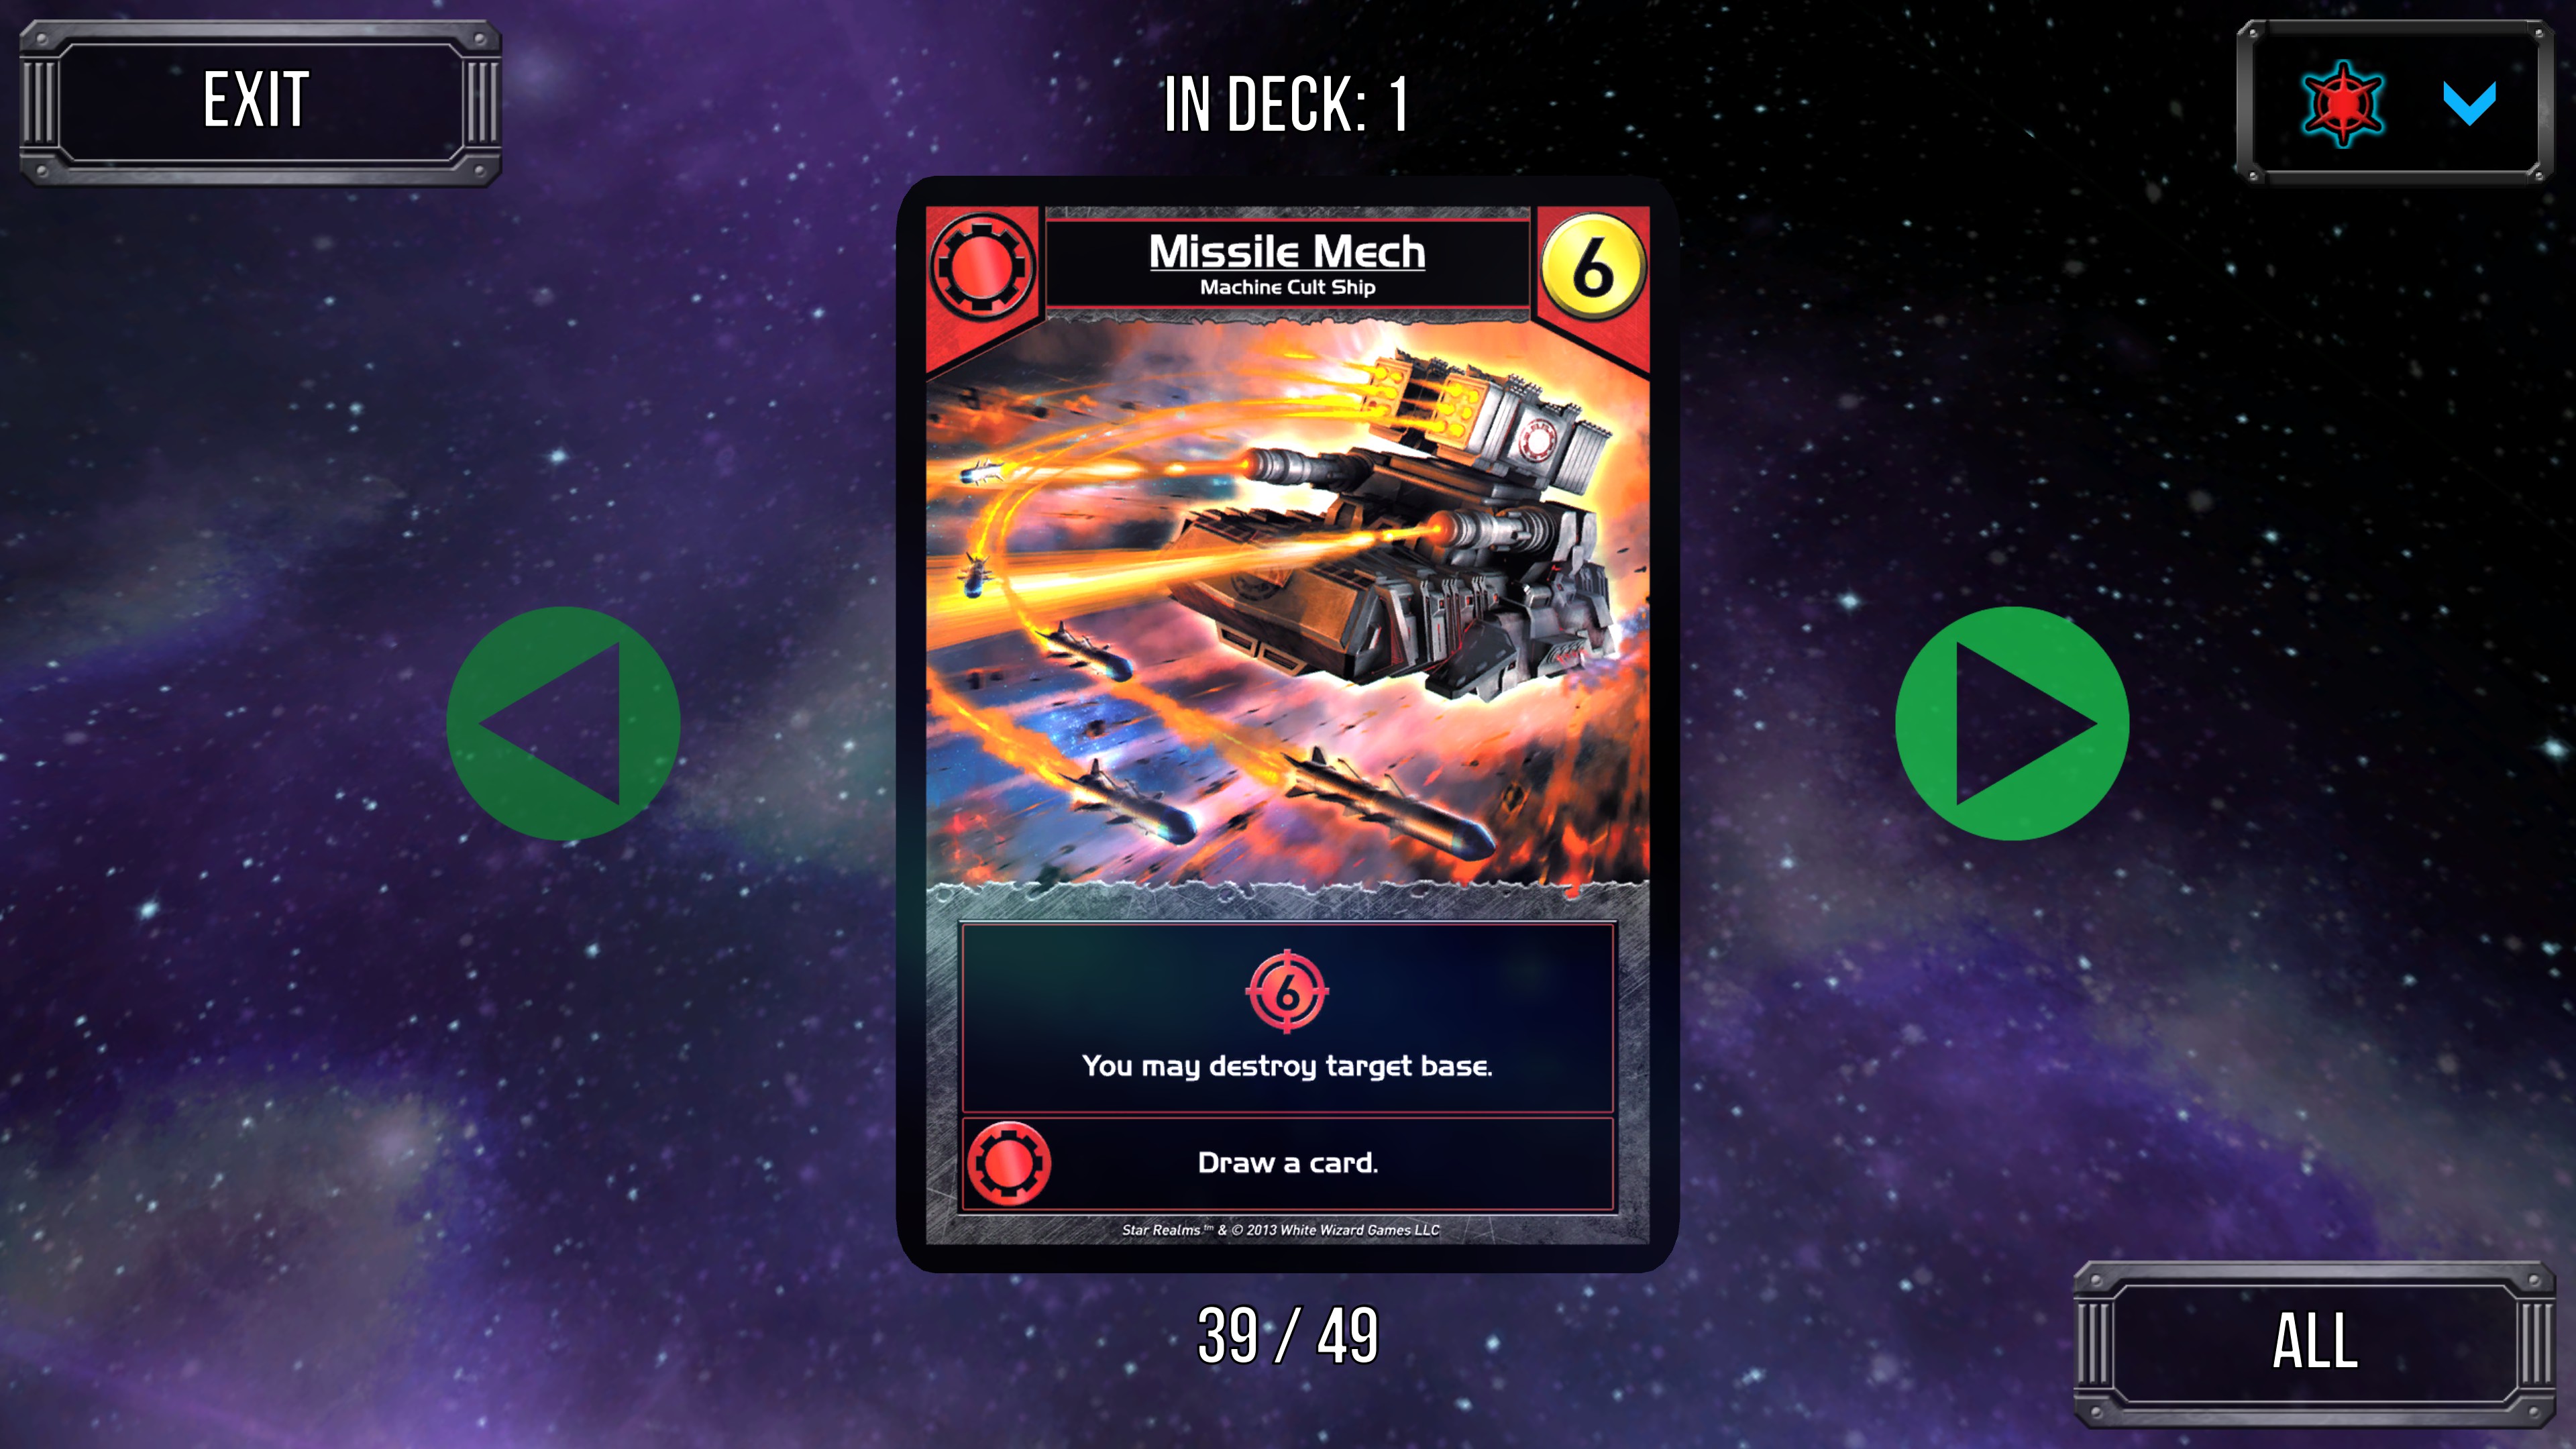 EXIT
IN DECK: 1
Missile Mech
Machine Cult Ship
6
6
You may destroy target base.
Draw a card.
Star Realms™ & © 2013 White Wizard Games LLC
39 / 49
ALL